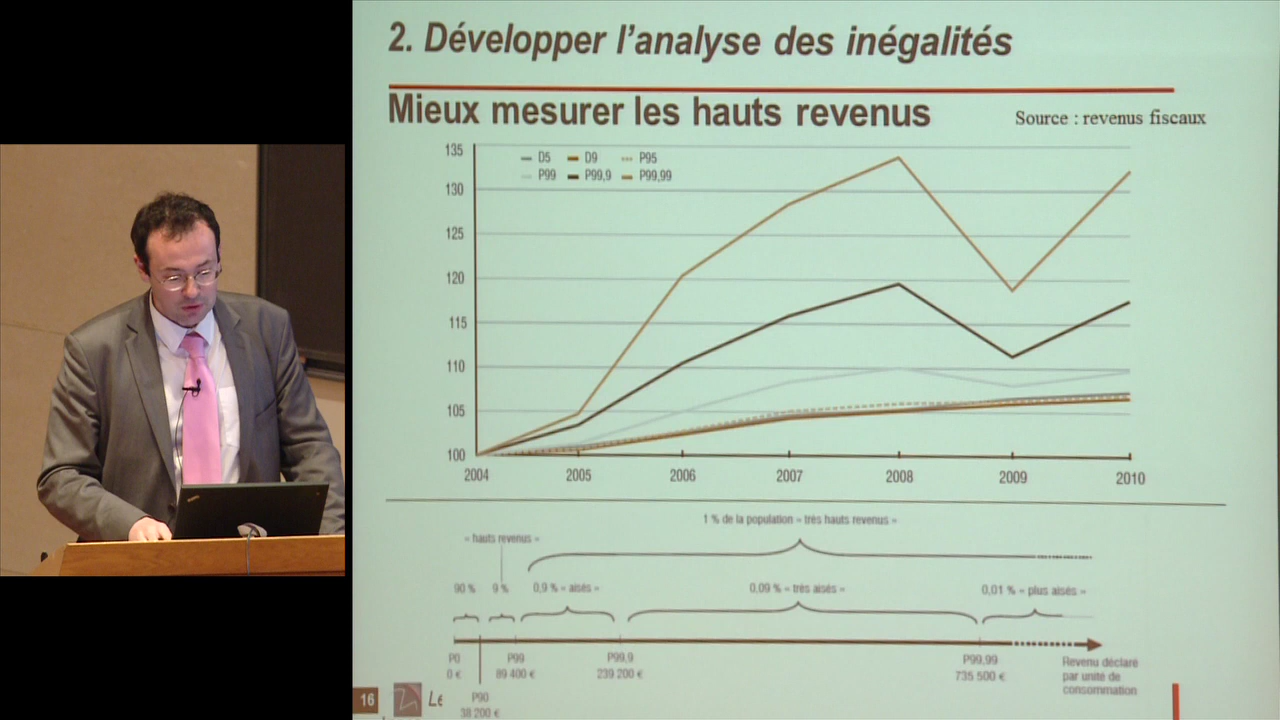 2. Développer l'analyse des inégalités
Mieux mesurer les hauts revenus
Source : revenus fiscaux
135
130
125
120
115
110
105
100
D5 D9 P95
P99 P99,9 P99,99
2004 2005 2006 2007 2008 2009 2010
1 % de la population « très hauts revenus »
« hauts revenus »
90 % 9 % 0,9 % « aisés » 0,09 % « très aisés » 0,01 % « plus aisés »
P0 P99 P99,9 P99,99 Revenu déclaré
0 € 89 400 € 239 200 € 735 500 € par unité de
consommation
P90
38 200 €
16 Le